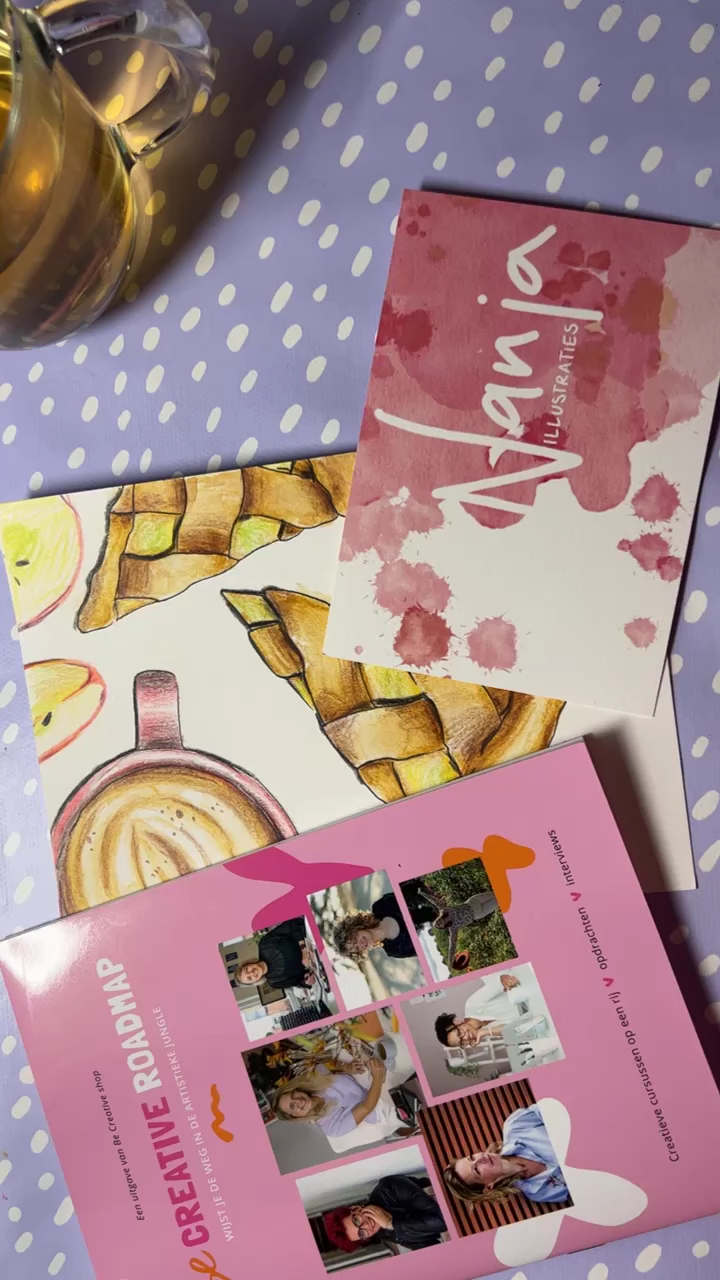 Nanja
ILLUSTRATIES
Een uitgave van Be Creative shop
CREATIVE ROADMAP
WIJST JE DE WEG IN DE ARTISTIEKE JUNGLE
Creatieve cursussen op een rij ♥ opdrachten ♥ interviews